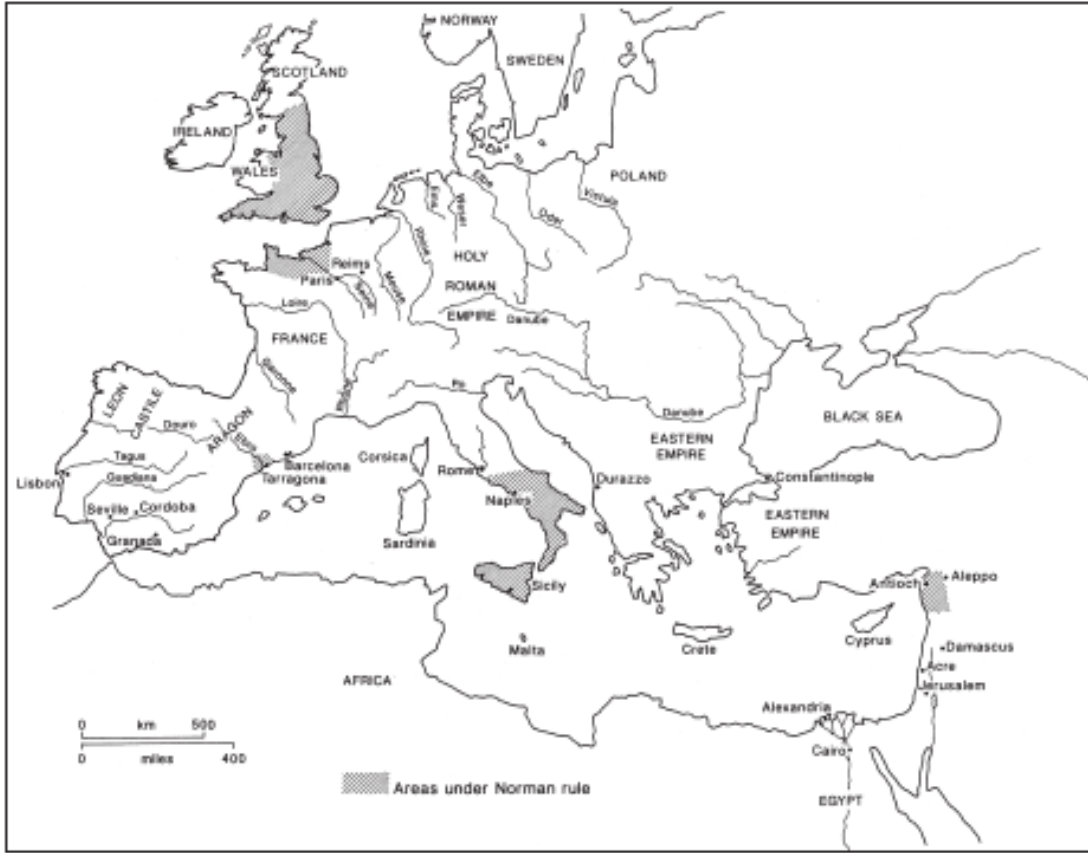 NORWAY
SWEDEN
SCOTLAND
IRELAND
WALES
POLAND
Elbe
Oder
Vistula
Ems
Weser
Rhine
HOLY
ROMAN
EMPIRE
Reims
Paris
Seine
Meuse
Loire
Danube
FRANCE
Garonne
Rhône
Po
LEON
CASTILE
Douro
ARAGON
Ebro
Tagus
Guadiana
Lisbon
Barcelona
Tarragona
Seville
Cordoba
Granada
Corsica
Sardinia
Rome
Naples
Sicily
Malta
Durazzo
Danube
EASTERN
EMPIRE
BLACK SEA
Constantinople
EASTERN
EMPIRE
Antioch
Aleppo
Cyprus
Crete
Damascus
Acre
Jerusalem
AFRICA
Alexandria
Cairo
EGYPT
0 km 500
0 miles 400
Areas under Norman rule